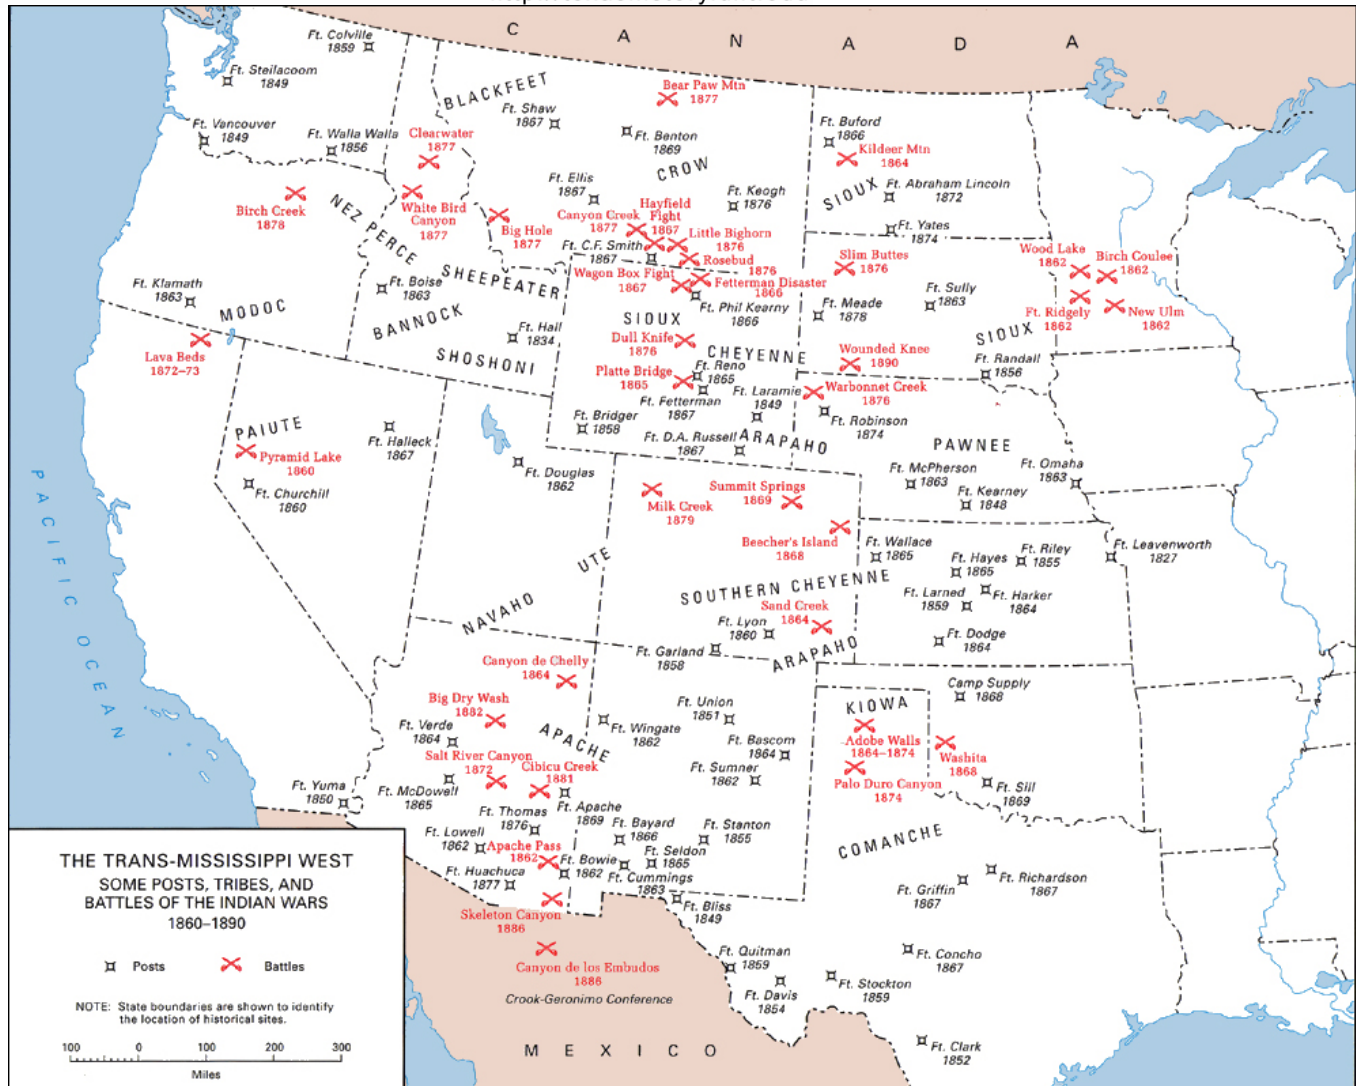 C A N A D A
Ft. Colville
1859
Ft. Steilacoom
1849
Ft. Vancouver
1849
Ft. Walla Walla
1856
BLACKFEET
Ft. Shaw
1867
Bear Paw Mtn
1877
Ft. Benton
1869
Clearwater
1877
CROW
Ft. Buford
1866
Kildeer Mtn
1864
SIOUX
Ft. Abraham Lincoln
1872
Ft. Yates
1874
Birch Creek
1878
NEZ PERCE
White Bird
Canyon
1877
Big Hole
1877
Ft. Ellis
1867
Ft. Keogh
1876
Canyon Creek
1877
Hayfield
Fight
1867
Little Bighorn
1876
Ft. C.F. Smith
1867
Rosebud
1876
Wagon Box Fight
1867
Fetterman Disaster
1866
Ft. Phil Kearny
1866
Slim Buttes
1876
Wood Lake
1862
Birch Coulee
1862
Ft. Ridgely
1862
New Ulm
1862
Ft. Klamath
1863
MODOC
Ft. Boise
1863
SHEEPEATER
BANNOCK
Ft. Hall
1834
SHOSHONI
SIOUX
Dull Knife
1876
CHEYENNE
Ft. Meade
1878
Ft. Sully
1863
SIOUX
Ft. Randall
1856
Wounded Knee
1890
Lava Beds
1872–73
Platte Bridge
1865
Ft. Reno
1865
Ft. Fetterman
1867
Ft. Laramie
1849
Warbonnet Creek
1876
Ft. Robinson
1874
Ft. Bridger
1858
Ft. D.A. Russell
1867
ARAPAHO
PAWNEE
PAIUTE
Pyramid Lake
1860
Ft. Churchill
1860
Ft. Halleck
1867
Ft. Douglas
1862
Ft. McPherson
1863
Ft. Omaha
1863
Ft. Kearney
1848
Milk Creek
1879
Summit Springs
1869
Beecher's Island
1868
PACIFIC OCEAN
UTE
Ft. Wallace
1865
Ft. Hayes
1865
Ft. Riley
1855
Ft. Leavenworth
1827
Ft. Larned
1859
Ft. Harker
1864
Ft. Dodge
1864
SOUTHERN CHEYENNE
Sand Creek
1864
Ft. Lyon
1860
Ft. Garland
1858
ARAPAHO
NAVAHO
Canyon de Chelly
1864
Big Dry Wash
1882
Ft. Verde
1864
APACHE
Ft. Wingate
1862
Ft. Union
1851
Ft. Bascom
1864
Ft. Sumner
1862
KIOWA
Adobe Walls
1864–1874
Palo Duro Canyon
1874
Camp Supply
1868
Washita
1868
Ft. Sill
1869
Salt River Canyon
1872
Cibicu Creek
1881
Ft. McDowell
1865
Ft. Yuma
1850
Ft. Thomas
1876
Ft. Apache
1869
Ft. Lowell
1862
Apache Pass
1862
Ft. Bayard
1866
Ft. Stanton
1855
Ft. Bowie
1862
Ft. Seldon
1865
Ft. Cummings
1863
Ft. Huachuca
1877
Ft. Bliss
1849
Skeleton Canyon
1886
Canyon de los Embudos
1886
Crook-Geronimo Conference
COMANCHE
Ft. Griffin
1867
Ft. Richardson
1867
Ft. Quitman
1859
Ft. Davis
1854
Ft. Stockton
1859
Ft. Concho
1867
Ft. Clark
1852
MEXICO
THE TRANS-MISSISSIPPI WEST
SOME POSTS, TRIBES, AND
BATTLES OF THE INDIAN WARS
1860–1890
Posts Battles
NOTE: State boundaries are shown to identify
the location of historical sites.
100 0 100 200 300
Miles